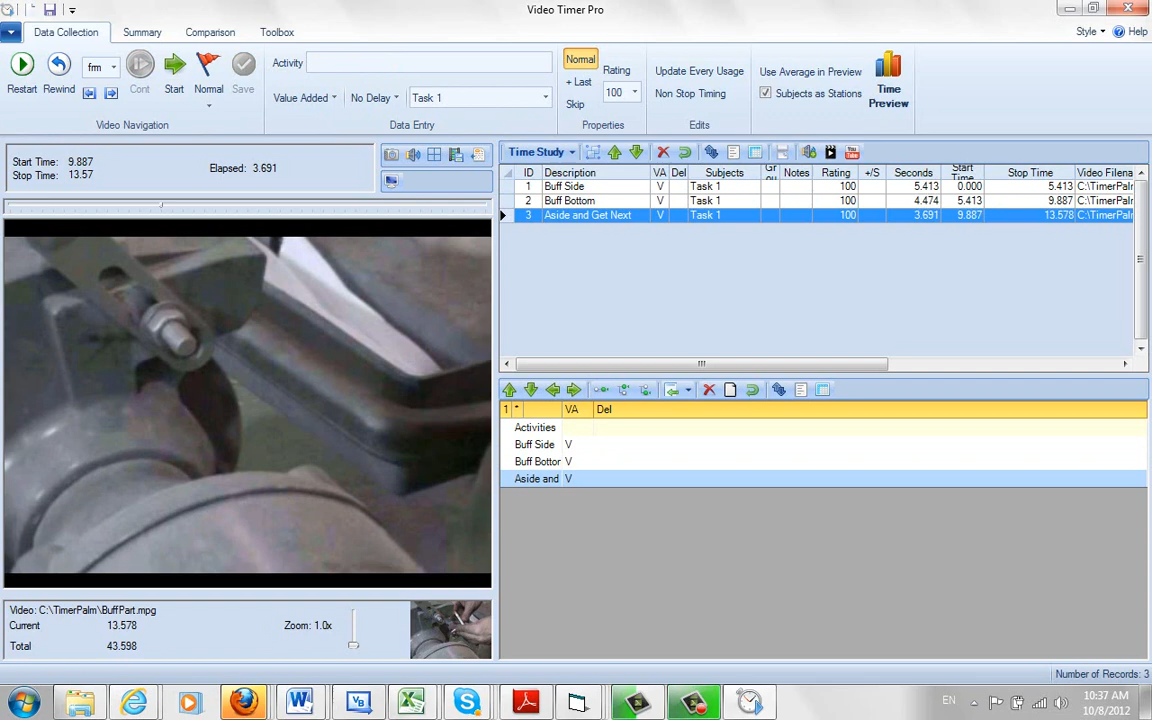 Video Timer Pro
Data Collection Summary Comparison Toolbox Style Help
Restart Rewind frm Cont Start Normal Save
Video Navigation
Activity
Value Added No Delay Task 1
Data Entry
Normal
+ Last
Skip
Rating
100
Properties
Update Every Usage
Non Stop Timing
Edits
Use Average in Preview
Subjects as Stations
Time
Preview
Start Time: 9.887
Stop Time: 13.57
Elapsed: 3.691
Time Study
ID Description VA Del Subjects Gr ou Notes Rating +/S Seconds Start Time Stop Time Video Filena
1 Buff Side V Task 1 100 5.413 0.000 5.413 C:\TimerPalm
2 Buff Bottom V Task 1 100 4.474 5.413 9.887 C:\TimerPalm
3 Aside and Get Next V Task 1 100 3.691 9.887 13.578 C:\TimerPalm
1 * VA Del
Activities
Buff Side V
Buff Bottor V
Aside and V
Video: C:\TimerPalm\BuffPart.mpg
Current 13.578 Zoom: 1.0x
Total 43.598
Number of Records: 3
EN 10:37 AM
10/8/2012